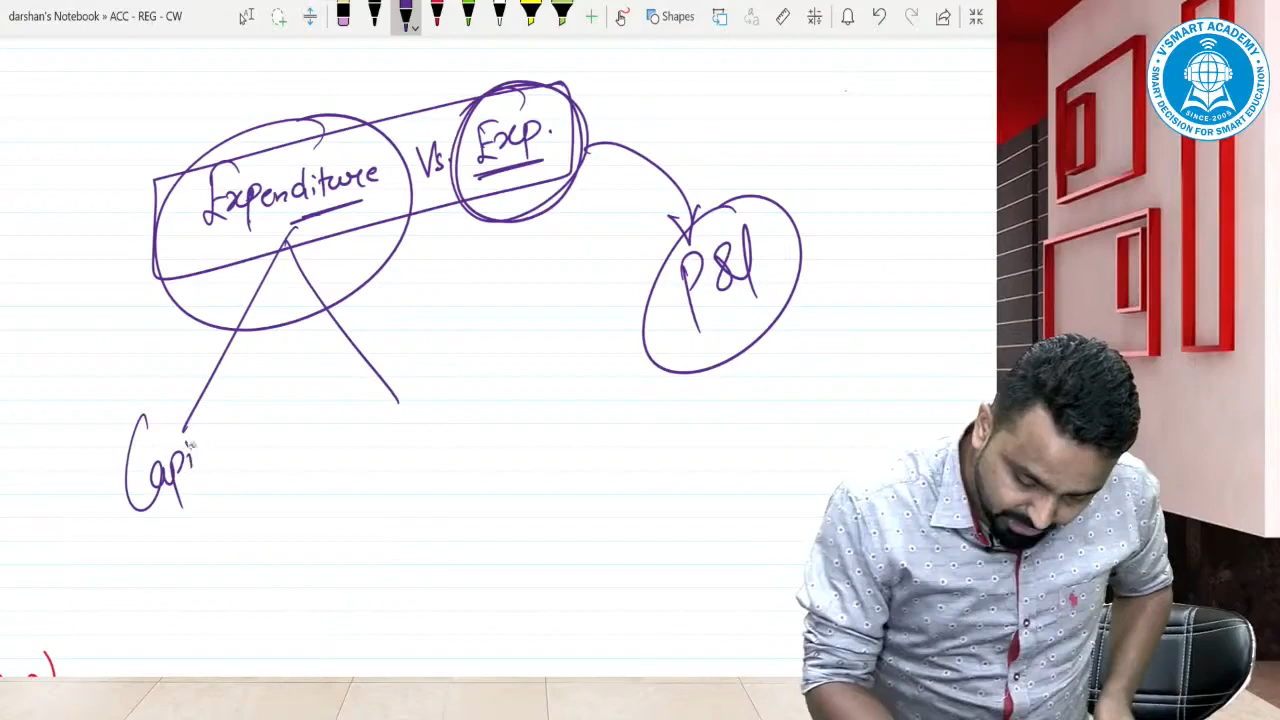 darshan's Notebook » ACC - REG - CW
Shapes
V'SMART ACADEMY
SMART DECISION FOR SMART EDUCATION
SINCE-2005
Expenditure Vs. Exp.
P&l
Capi